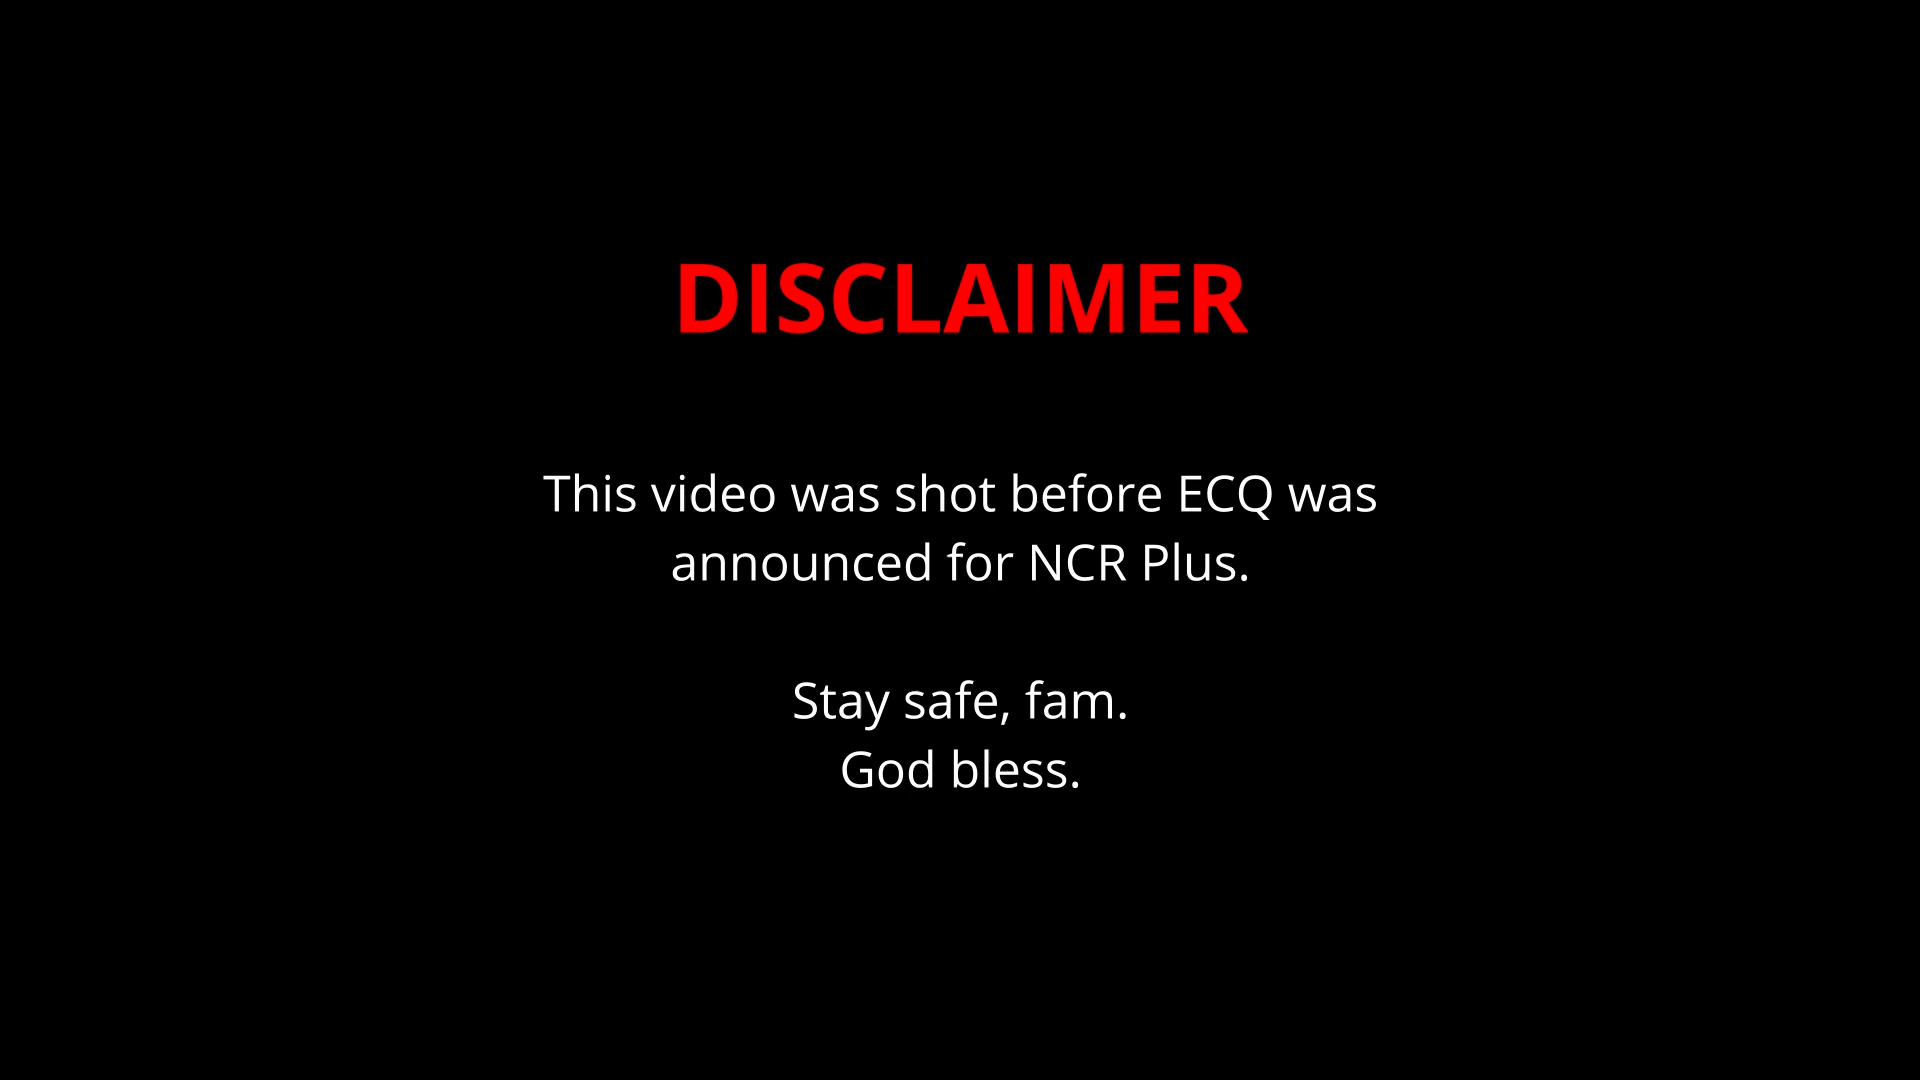 DISCLAIMER
This video was shot before ECQ was
announced for NCR Plus.
Stay safe, fam.
God bless.